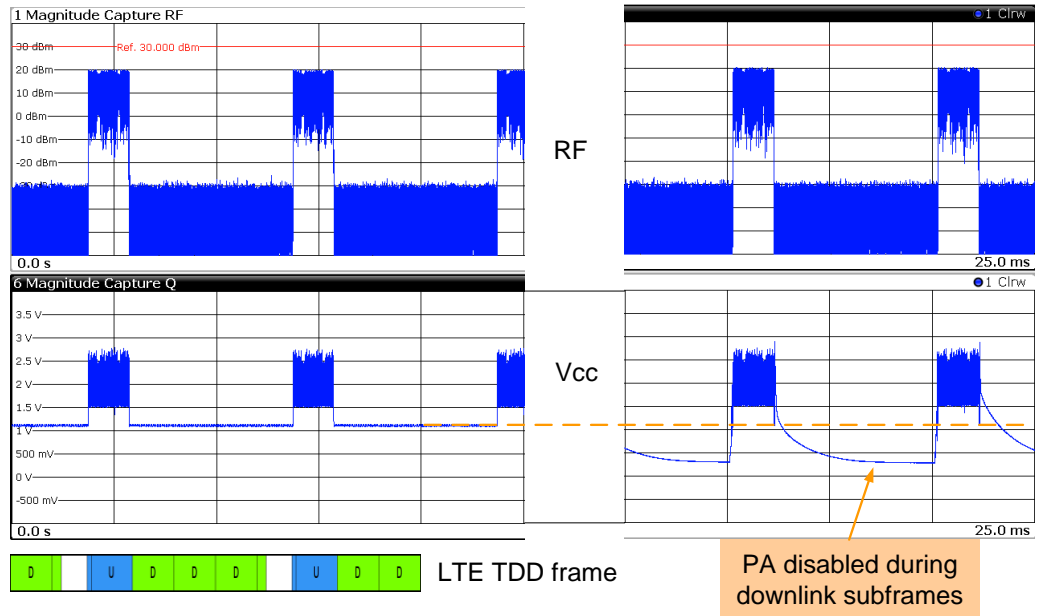 1 Magnitude Capture RF
1 Clrw
30 dBm
Ref. 30.000 dBm
20 dBm
10 dBm
0 dBm
-10 dBm
-20 dBm
RF
0.0 s
25.0 ms
6 Magnitude Capture Q
1 Clrw
3.5 V
3 V
2.5 V
2 V
1.5 V
1 V
500 mV
0 V
-500 mV
Vcc
0.0 s
25.0 ms
D U D D D U D D
LTE TDD frame
PA disabled during
downlink subframes